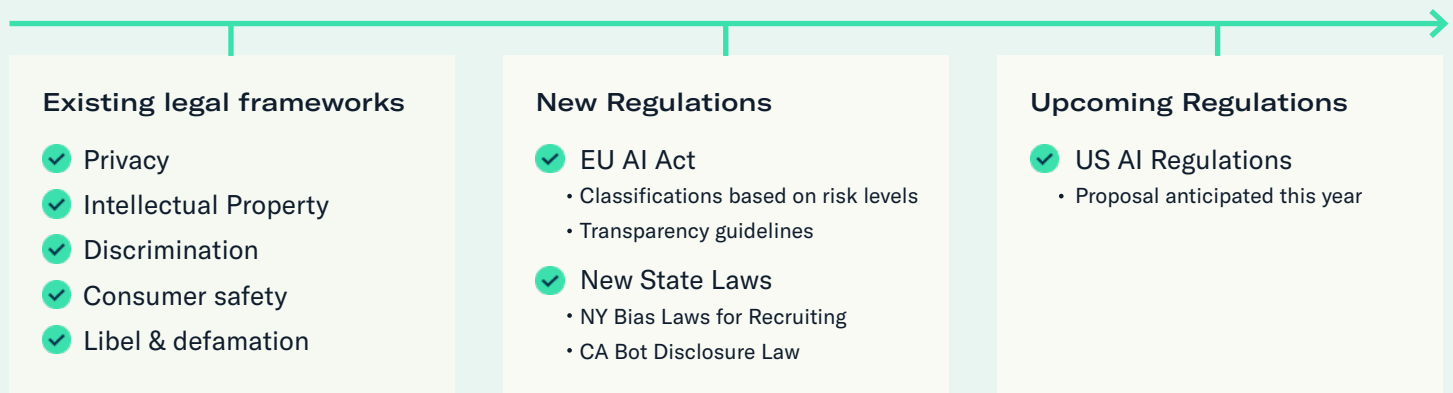 Existing legal frameworks
Privacy
Intellectual Property
Discrimination
Consumer safety
Libel & defamation
New Regulations
EU AI Act
• Classifications based on risk levels
• Transparency guidelines
New State Laws
• NY Bias Laws for Recruiting
• CA Bot Disclosure Law
Upcoming Regulations
US AI Regulations
• Proposal anticipated this year